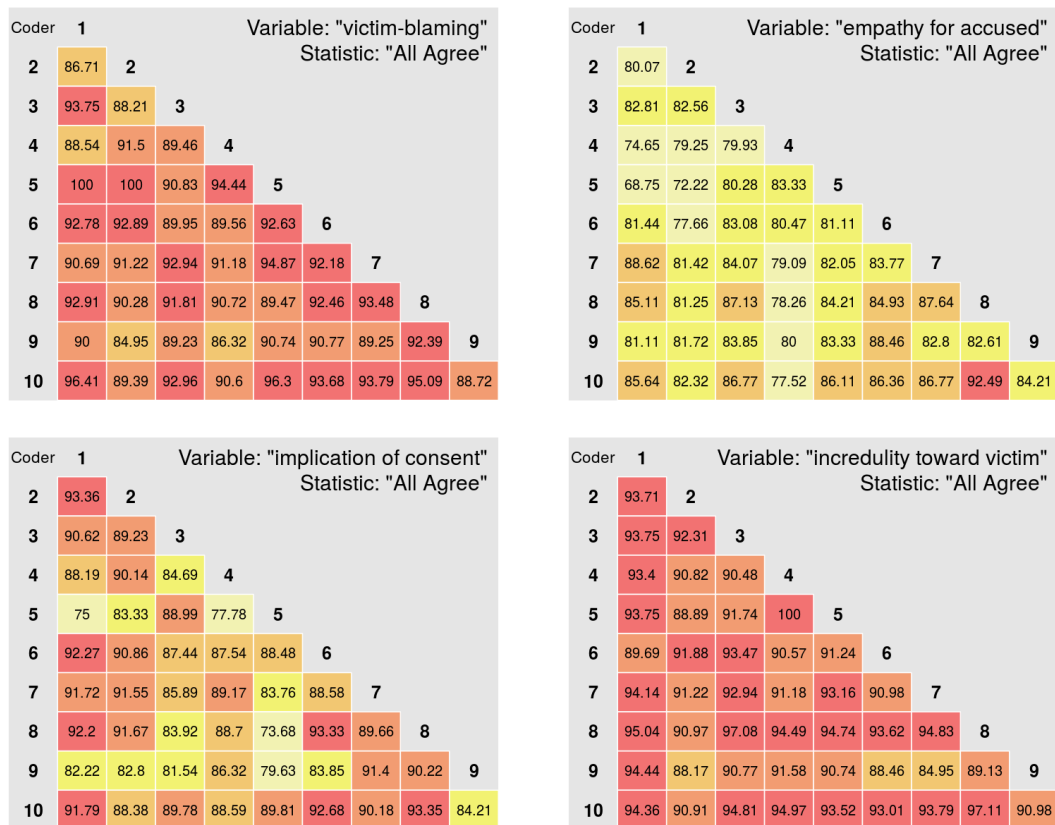 Coder 1 Variable: "victim-blaming"
Statistic: "All Agree"
2 86.71 2
3 93.75 88.21 3
4 88.54 91.5 89.46 4
5 100 100 90.83 94.44 5
6 92.78 92.89 89.95 89.56 92.63 6
7 90.69 91.22 92.94 91.18 94.87 92.18 7
8 92.91 90.28 91.81 90.72 89.47 92.46 93.48 8
9 90 84.95 89.23 86.32 90.74 90.77 89.25 92.39 9
10 96.41 89.39 92.96 90.6 96.3 93.68 93.79 95.09 88.72
Coder 1 Variable: "empathy for accused"
Statistic: "All Agree"
2 80.07 2
3 82.81 82.56 3
4 74.65 79.25 79.93 4
5 68.75 72.22 80.28 83.33 5
6 81.44 77.66 83.08 80.47 81.11 6
7 88.62 81.42 84.07 79.09 82.05 83.77 7
8 85.11 81.25 87.13 78.26 84.21 84.93 87.64 8
9 81.11 81.72 83.85 80 83.33 88.46 82.8 82.61 9
10 85.64 82.32 86.77 77.52 86.11 86.36 86.77 92.49 84.21
Coder 1 Variable: "implication of consent"
Statistic: "All Agree"
2 93.36 2
3 90.62 89.23 3
4 88.19 90.14 84.69 4
5 75 83.33 88.99 77.78 5
6 92.27 90.86 87.44 87.54 88.48 6
7 91.72 91.55 85.89 89.17 83.76 88.58 7
8 92.2 91.67 83.92 88.7 73.68 93.33 89.66 8
9 82.22 82.8 81.54 86.32 79.63 83.85 91.4 90.22 9
10 91.79 88.38 89.78 88.59 89.81 92.68 90.18 93.35 84.21
Coder 1 Variable: "incredulity toward victim"
Statistic: "All Agree"
2 93.71 2
3 93.75 92.31 3
4 93.4 90.82 90.48 4
5 93.75 88.89 91.74 100 5
6 89.69 91.88 93.47 90.57 91.24 6
7 94.14 91.22 92.94 91.18 93.16 90.98 7
8 95.04 90.97 97.08 94.49 94.74 93.62 94.83 8
9 94.44 88.17 90.77 91.58 90.74 88.46 84.95 89.13 9
10 94.36 90.91 94.81 94.97 93.52 93.01 93.79 97.11 90.98